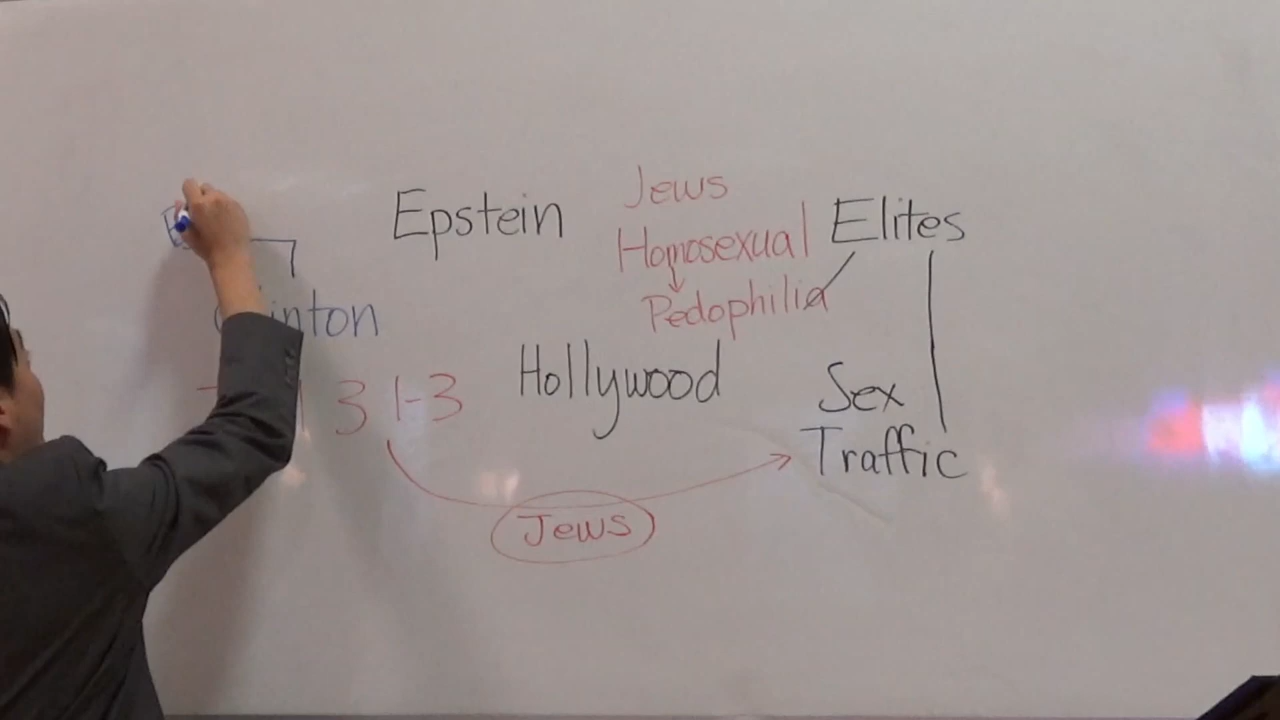 Epstein
Jews
Homosexual
Pedophilia
Elites
Hollywood
Sex
Traffic
3 1-3
Jews